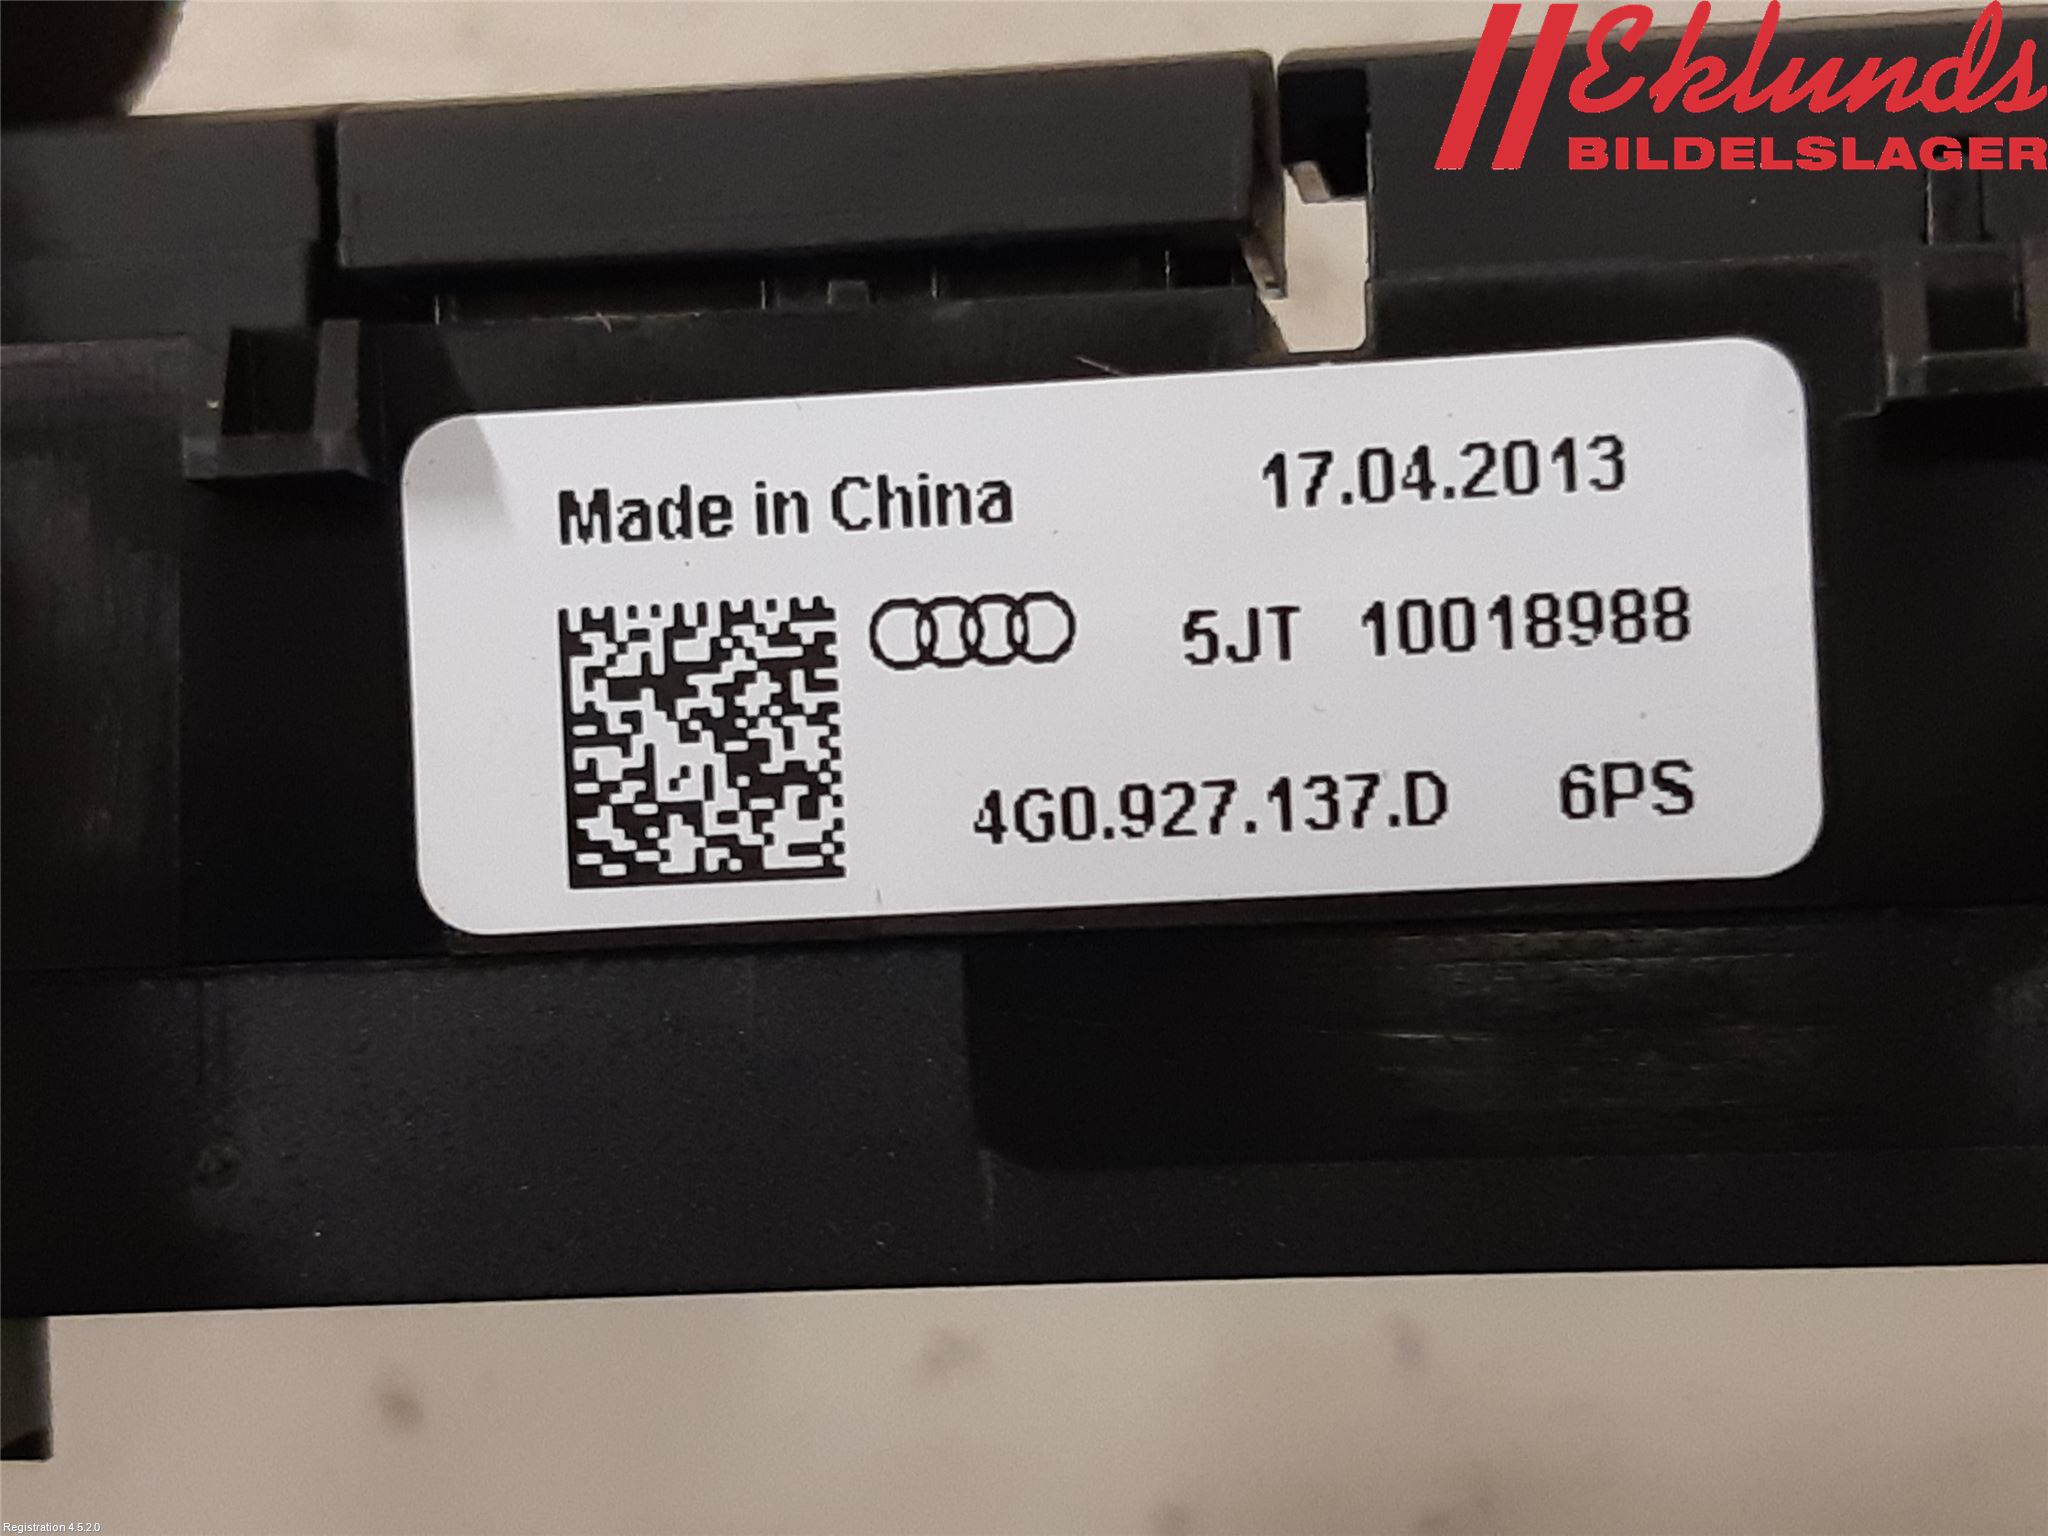 Eklunds
BILDELSLAGER
Made in China 17.04.2013
5JT 10018988
4G0.927.137.D 6PS
Registration 4.5.2.0